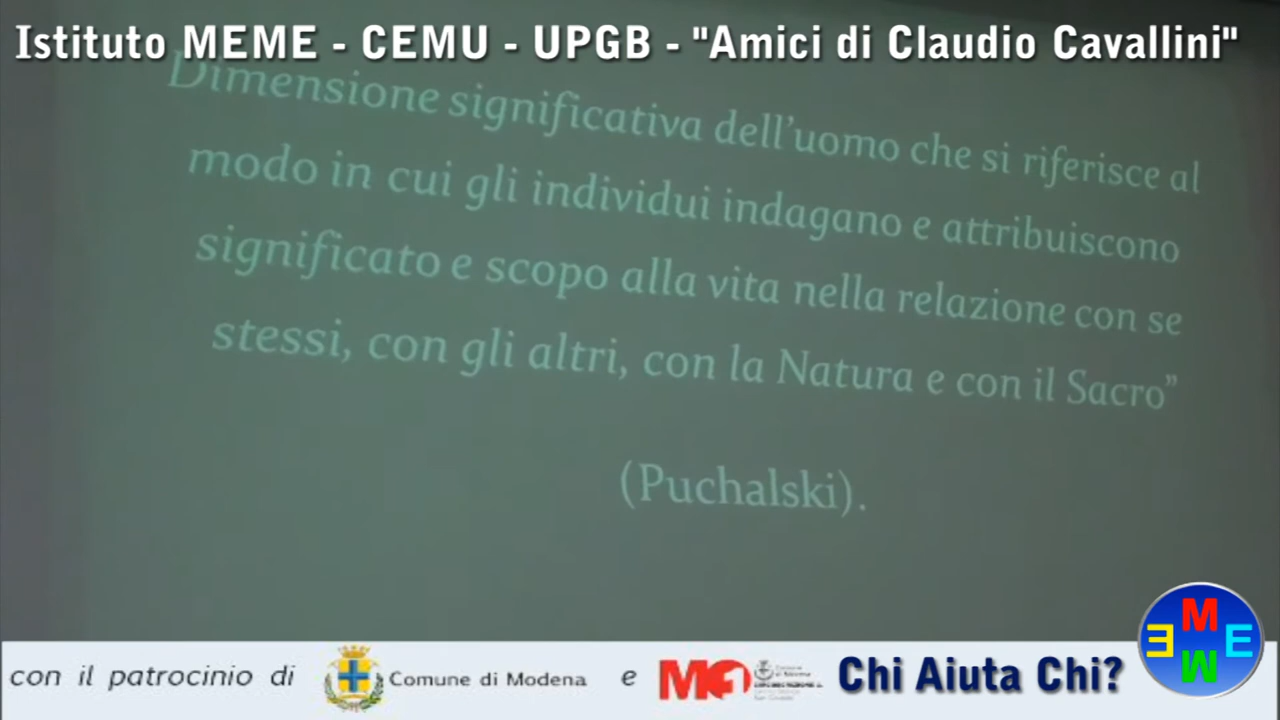 Istituto MEME - CEMU - UPGB - "Amici di Claudio Cavallini"
Dimensione significativa dell'uomo che si riferisce al
modo in cui gli individui indagano e attribuiscono
significato e scopo alla vita nella relazione con se
stessi, con gli altri, con la Natura e con il Sacro”
(Puchalski).
con il patrocinio di
Comune di Modena
e
Chi Aiuta Chi?
MEME